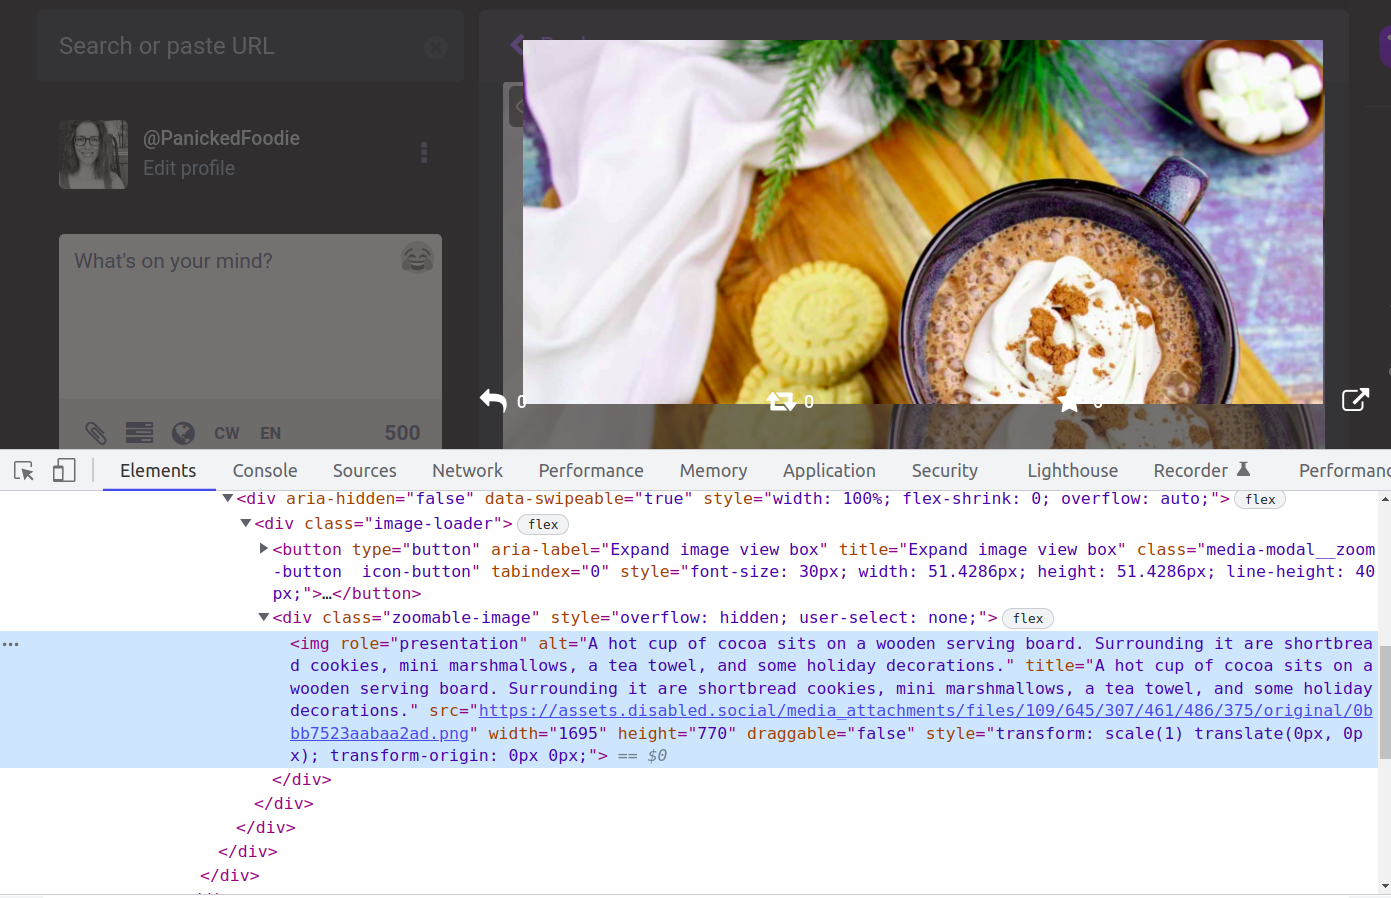 Search or paste URL
@PanickedFoodie
Edit profile
What's on your mind?
CW EN 500
0 0 0
Elements Console Sources Network Performance Memory Application Security Lighthouse Recorder Performanc
<div aria-hidden="false" data-swipeable="true" style="width: 100%; flex-shrink: 0; overflow: auto;"> flex
<div class="image-loader"> flex
<button type="button" aria-label="Expand image view box" title="Expand image view box" class="media-modal__zoom
-button  icon-button" tabindex="0" style="font-size: 30px; width: 51.4286px; height: 51.4286px; line-height: 40
px;">…</button>
<div class="zoomable-image" style="overflow: hidden; user-select: none;"> flex
<img role="presentation" alt="A hot cup of cocoa sits on a wooden serving board. Surrounding it are shortbrea
d cookies, mini marshmallows, a tea towel, and some holiday decorations." title="A hot cup of cocoa sits on a
wooden serving board. Surrounding it are shortbread cookies, mini marshmallows, a tea towel, and some holiday
decorations." src="https://assets.disabled.social/media_attachments/files/109/645/307/461/486/375/original/0b
bb7523aabaa2ad.png" width="1695" height="770" draggable="false" style="transform: scale(1) translate(0px, 0p
x); transform-origin: 0px 0px;"> == $0
</div>
</div>
</div>
</div>
</div>